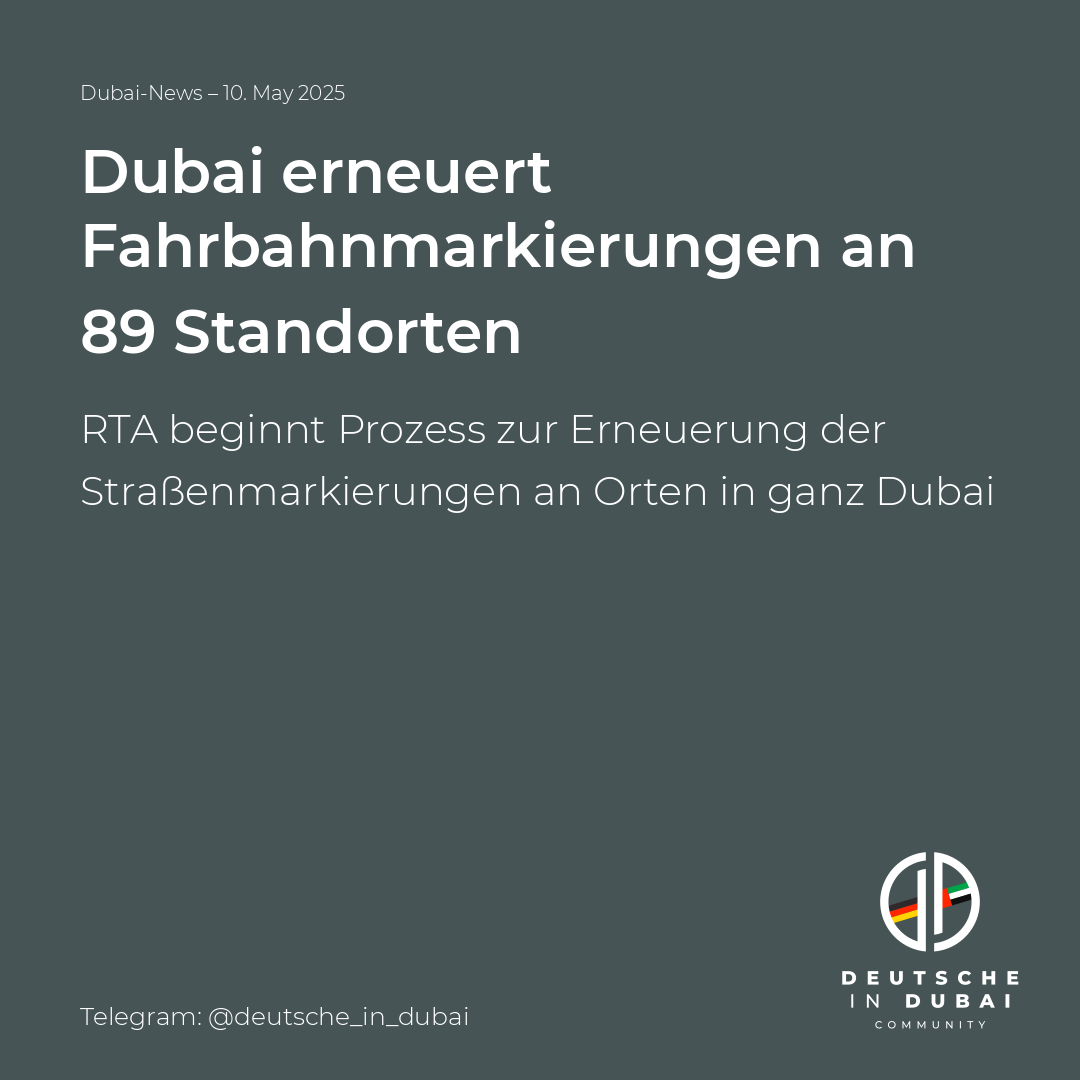 Dubai-News – 10. May 2025
Dubai erneuert
Fahrbahnmarkierungen an
89 Standorten
RTA beginnt Prozess zur Erneuerung der
Straßenmarkierungen an Orten in ganz Dubai
DEUTSCHE
IN DUBAI
COMMUNITY
Telegram: @deutsche_in_dubai